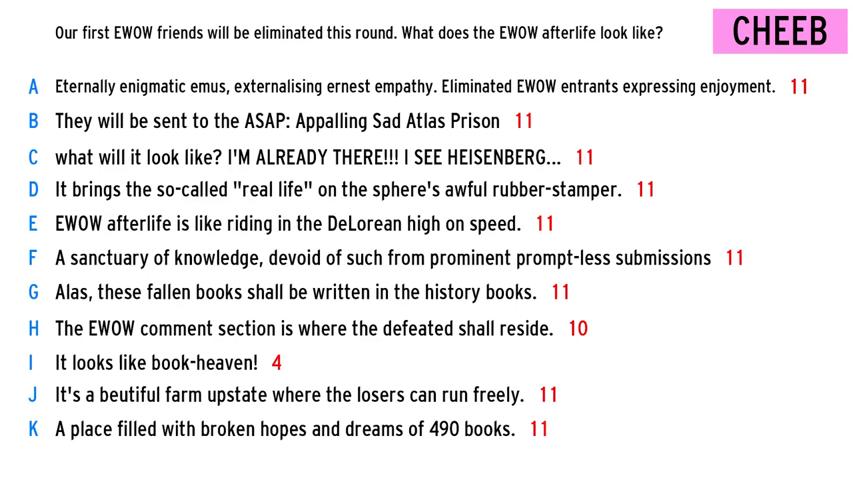 Our first EWOW friends will be eliminated this round. What does the EWOW afterlife look like?
CHEEB
A Eternally enigmatic emus, externalising ernest empathy. Eliminated EWOW entrants expressing enjoyment. 11
B They will be sent to the ASAP: Appalling Sad Atlas Prison 11
C what will it look like? I'M ALREADY THERE!!! I SEE HEISENBERG... 11
D It brings the so-called "real life" on the sphere's awful rubber-stamper. 11
E EWOW afterlife is like riding in the DeLorean high on speed. 11
F A sanctuary of knowledge, devoid of such from prominent prompt-less submissions 11
G Alas, these fallen books shall be written in the history books. 11
H The EWOW comment section is where the defeated shall reside. 10
I It looks like book-heaven! 4
J It's a beutiful farm upstate where the losers can run freely. 11
K A place filled with broken hopes and dreams of 490 books. 11